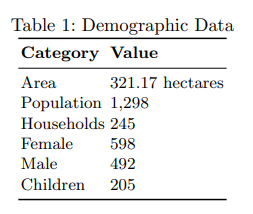 Table 1: Demographic Data
Category Value
Area 321.17 hectares
Population 1,298
Households 245
Female 598
Male 492
Children 205